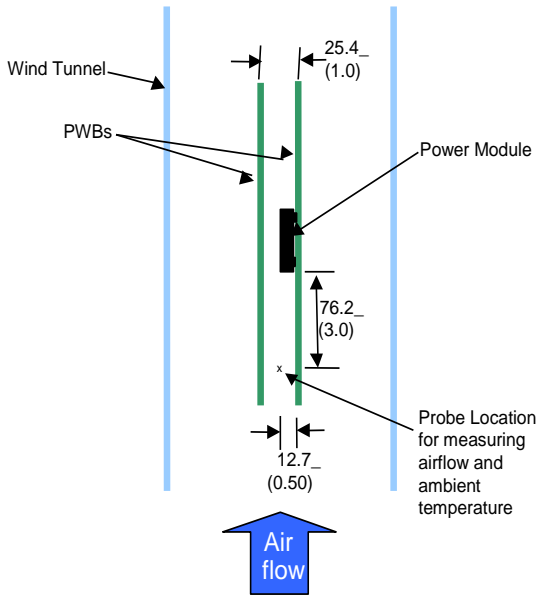 25.4_
(1.0)
Wind Tunnel
PWBs
Power Module
76.2_
(3.0)
x
Probe Location
for measuring
airflow and
ambient
temperature
12.7_
(0.50)
Air
flow